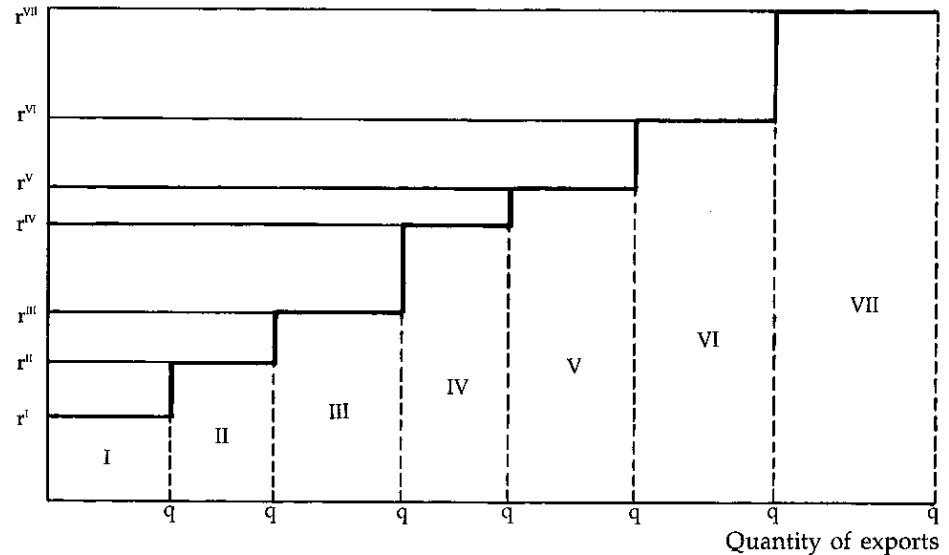 r^VII
r^VI
r^V
r^IV
r^III
r^II
r^I
I II III IV V VI VII
q q q q q q q
Quantity of exports